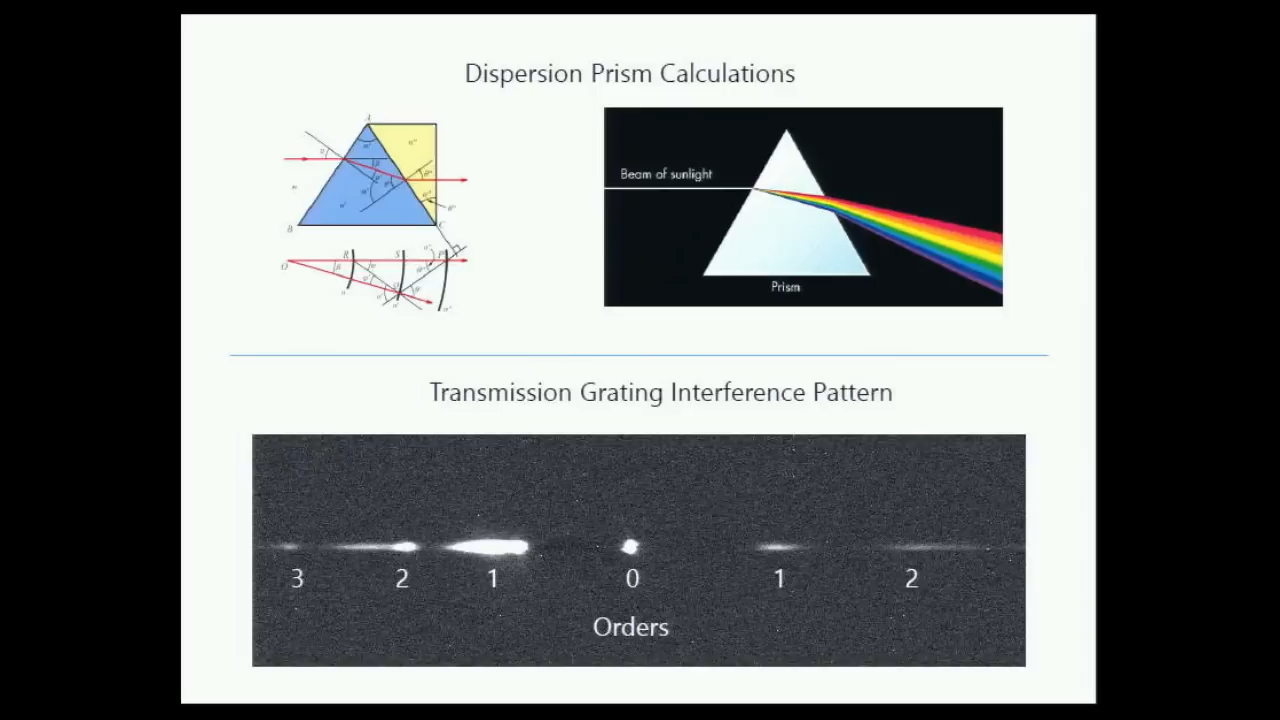 Dispersion Prism Calculations
A
B
C
O
R
S
P
Beam of sunlight
Prism
Transmission Grating Interference Pattern
3 2 1 0 1 2
Orders